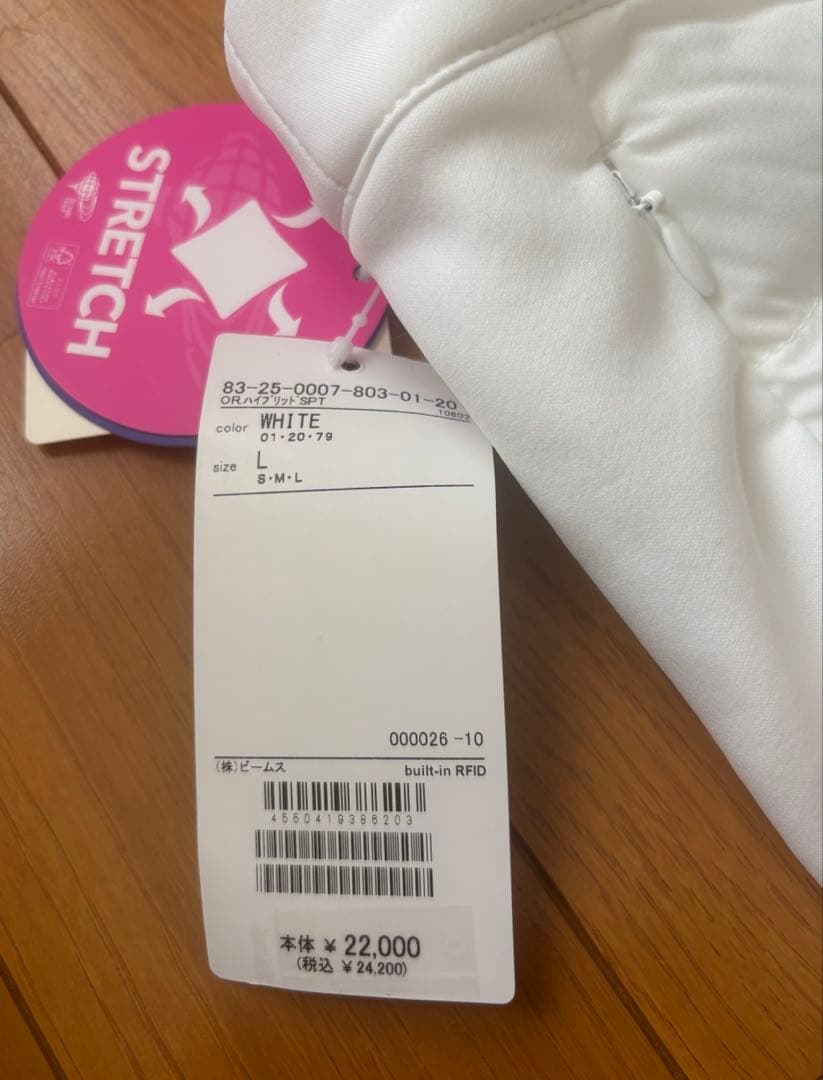 STRETCH
83-25-0007-803-01-20
OR.ハイブリッドSPT
10803
color WHITE
01・20・79
size L
S・M・L
000026 -10
(株)ビームス built-in RFID
4550419386203
本体 ¥ 22,000
(税込 ¥ 24,200)